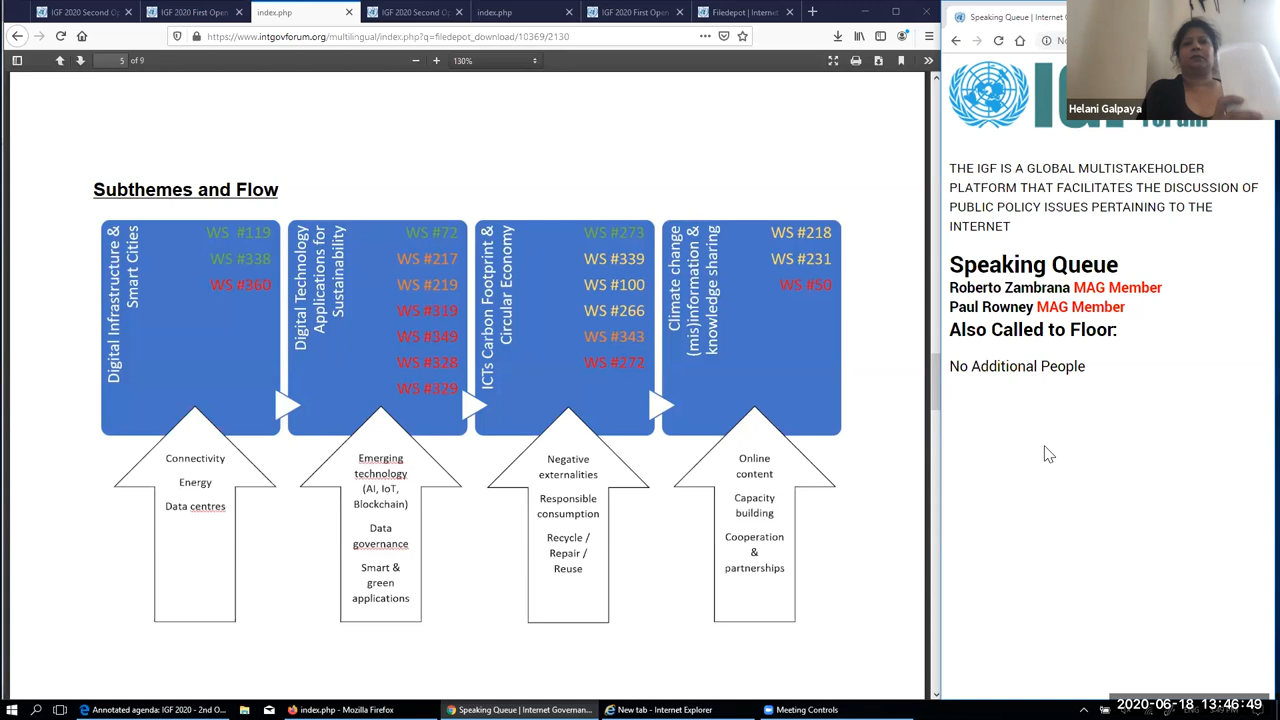 IGF 2020 Second Op
IGF 2020 First Open
index.php
IGF 2020 Second O
index.php
IGF 2020 First Open
Filedepot | Internet
https://www.intgovforum.org/multilingual/index.php?q=filedepot_download/10369/2130
5 of 9
130%
Subthemes and Flow
Digital Infrastructure &
Smart Cities
WS #119
WS #338
WS #360
Digital Technology
Applications for
Sustainability
WS #72
WS #217
WS #219
WS #319
WS #349
WS #328
WS #329
ICTs Carbon Footprint &
Circular Economy
WS #273
WS #339
WS #100
WS #266
WS #343
WS #272
Climate change
(mis)information &
knowledge sharing
WS #218
WS #231
WS #50
Connectivity
Energy
Data centres
Emerging
technology
(AI, IoT,
Blockchain)
Data
governance
Smart &
green
applications
Negative
externalities
Responsible
consumption
Recycle /
Repair /
Reuse
Online
content
Capacity
building
Cooperation
&
partnerships
Speaking Queue | Internet G
Helani Galpaya
THE IGF IS A GLOBAL MULTISTAKEHOLDER
PLATFORM THAT FACILITATES THE DISCUSSION OF
PUBLIC POLICY ISSUES PERTAINING TO THE
INTERNET
Speaking Queue
Roberto Zambrana MAG Member
Paul Rowney MAG Member
Also Called to Floor:
No Additional People
Annotated agenda: IGF 2020 - 2nd O...
index.php - Mozilla Firefox
Speaking Queue | Internet Governan...
New tab - Internet Explorer
Meeting Controls
2020-06-18 13:46:49